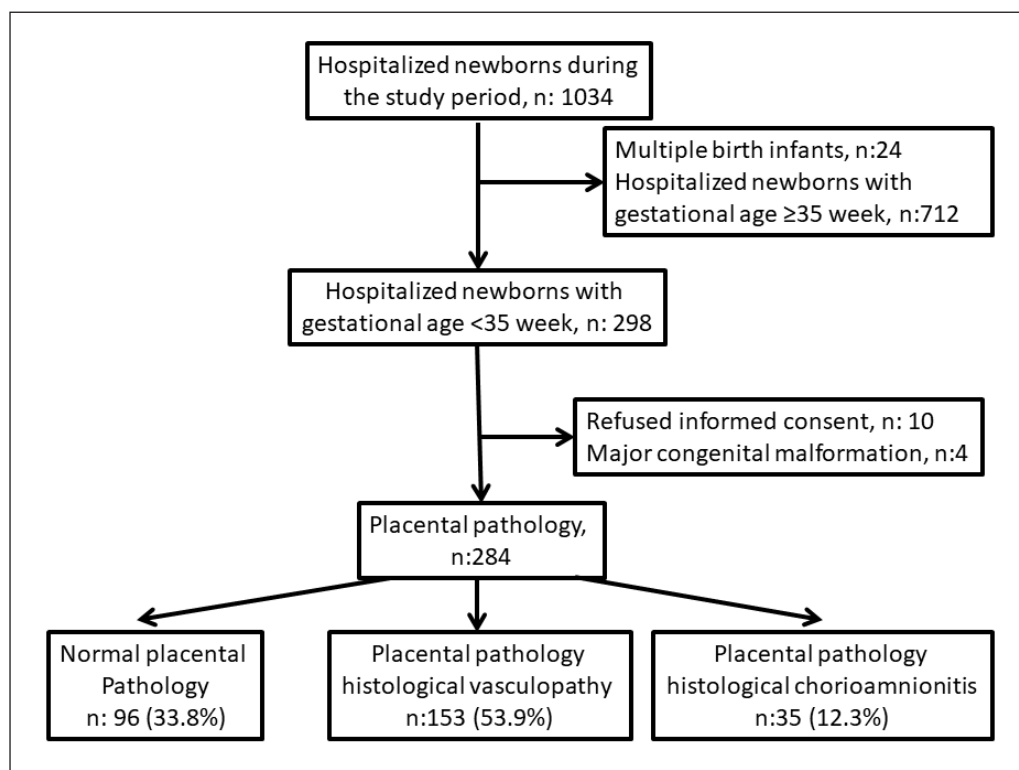 Hospitalized newborns during
the study period, n: 1034
Multiple birth infants, n:24
Hospitalized newborns with
gestational age ≥35 week, n:712
Hospitalized newborns with
gestational age <35 week, n: 298
Refused informed consent, n: 10
Major congenital malformation, n:4
Placental pathology,
n:284
Normal placental
Pathology
n: 96 (33.8%)
Placental pathology
histological vasculopathy
n:153 (53.9%)
Placental pathology
histological chorioamnionitis
n:35 (12.3%)